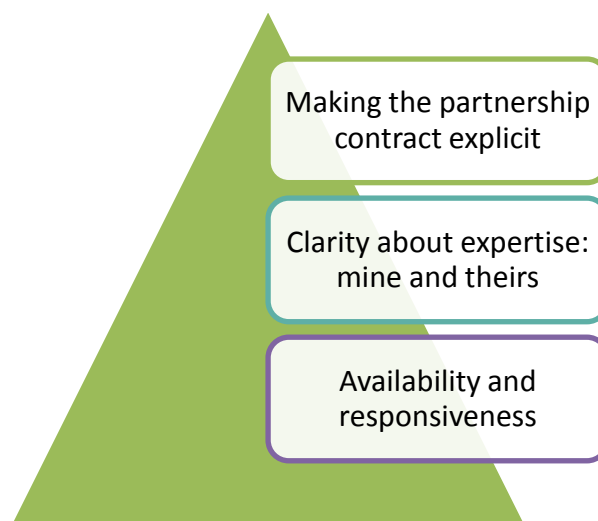 Making the partnership
contract explicit
Clarity about expertise:
mine and theirs
Availability and
responsiveness